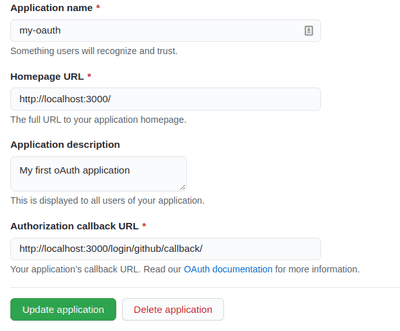 Application name *
my-oauth
Something users will recognize and trust.
Homepage URL *
http://localhost:3000/
The full URL to your application homepage.
Application description
My first oAuth application
This is displayed to all users of your application.
Authorization callback URL *
http://localhost:3000/login/github/callback/
Your application's callback URL. Read our OAuth documentation for more information.
Update application
Delete application